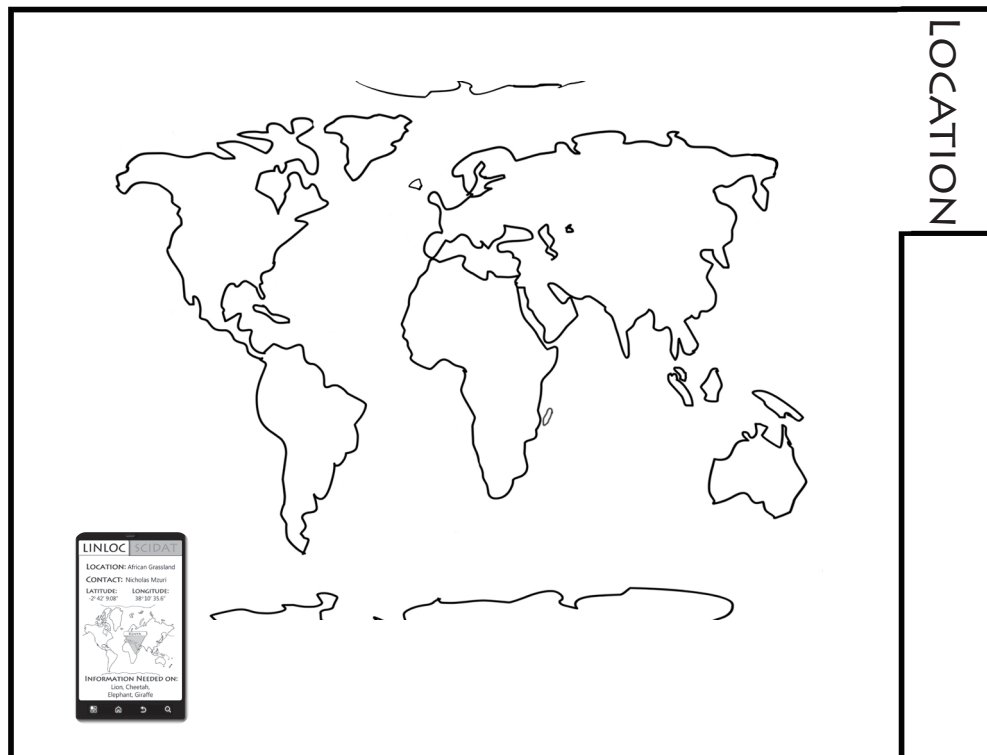 LOCATION
LINLOC SCIDAT
LOCATION: African Grassland
CONTACT: Nicholas Mzuri
LATITUDE: LONGITUDE:
-2° 42' 9.08" 38° 10' 35.6"
INFORMATION NEEDED ON:
Lion, Cheetah,
Elephant, Giraffe